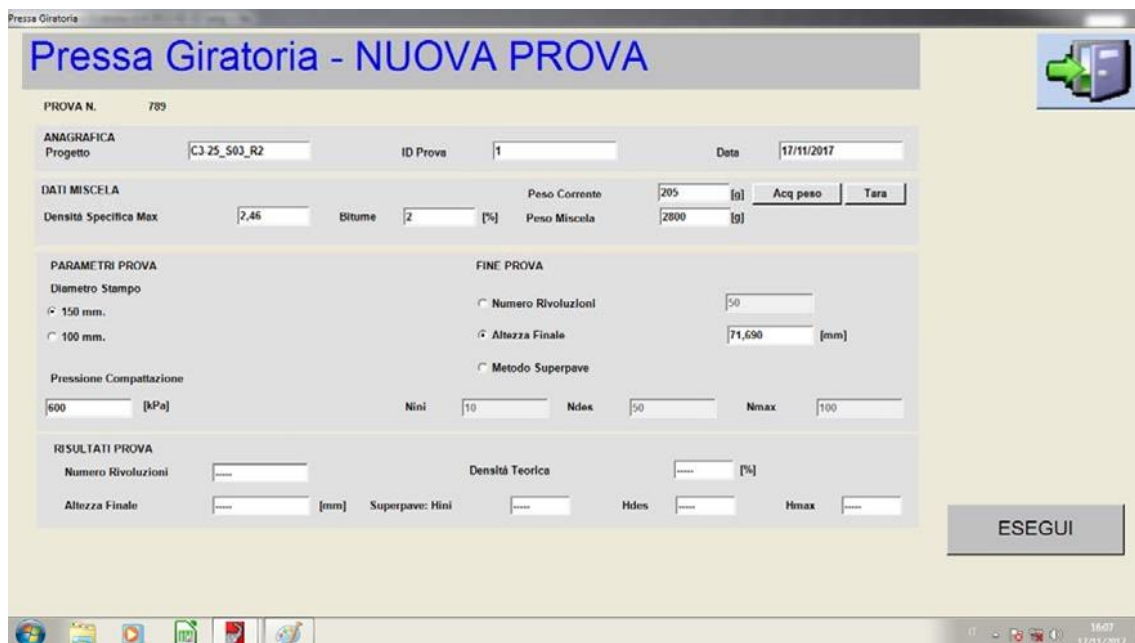 Pressa Giratoria
Pressa Giratoria - NUOVA PROVA
PROVA N. 789
ANAGRAFICA
Progetto C3-25_S03_R2 ID Prova 1 Data 17/11/2017
DATI MISCELA Peso Corrente 205 [g] Acq peso Tara
Densità Specifica Max 2,46 Bitume 2 [%] Peso Miscela 2800 [g]
PARAMETRI PROVA FINE PROVA
Diametro Stampo
150 mm. Numero Rivoluzioni 50
100 mm. Altezza Finale 71,690 [mm]
Metodo Superpave
Pressione Compattazione
600 [kPa] Nini 10 Ndes 50 Nmax 100
RISULTATI PROVA
Numero Rivoluzioni ----- Densità Teorica ----- [%]
Altezza Finale ----- [mm] Superpave: Hini ----- Hdes ----- Hmax -----
ESEGUI
IT 16:07
17/11/2017